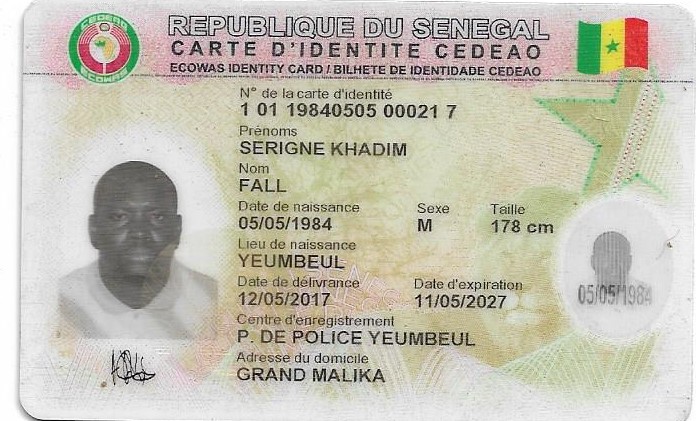 CEDEAO
ECOWAS
REPUBLIQUE DU SENEGAL
CARTE D'IDENTITE CEDEAO
ECOWAS IDENTITY CARD / BILHETE DE IDENTIDADE CEDEAO
N° de la carte d'identité
1 01 19840505 00021 7
Prénoms
SERIGNE KHADIM
Nom
FALL
Date de naissance Sexe Taille
05/05/1984 M 178 cm
Lieu de naissance
YEUMBEUL
Date de délivrance Date d'expiration
12/05/2017 11/05/2027
05/05/1984
Centre d'enregistrement
P. DE POLICE YEUMBEUL
Adresse du domicile
GRAND MALIKA